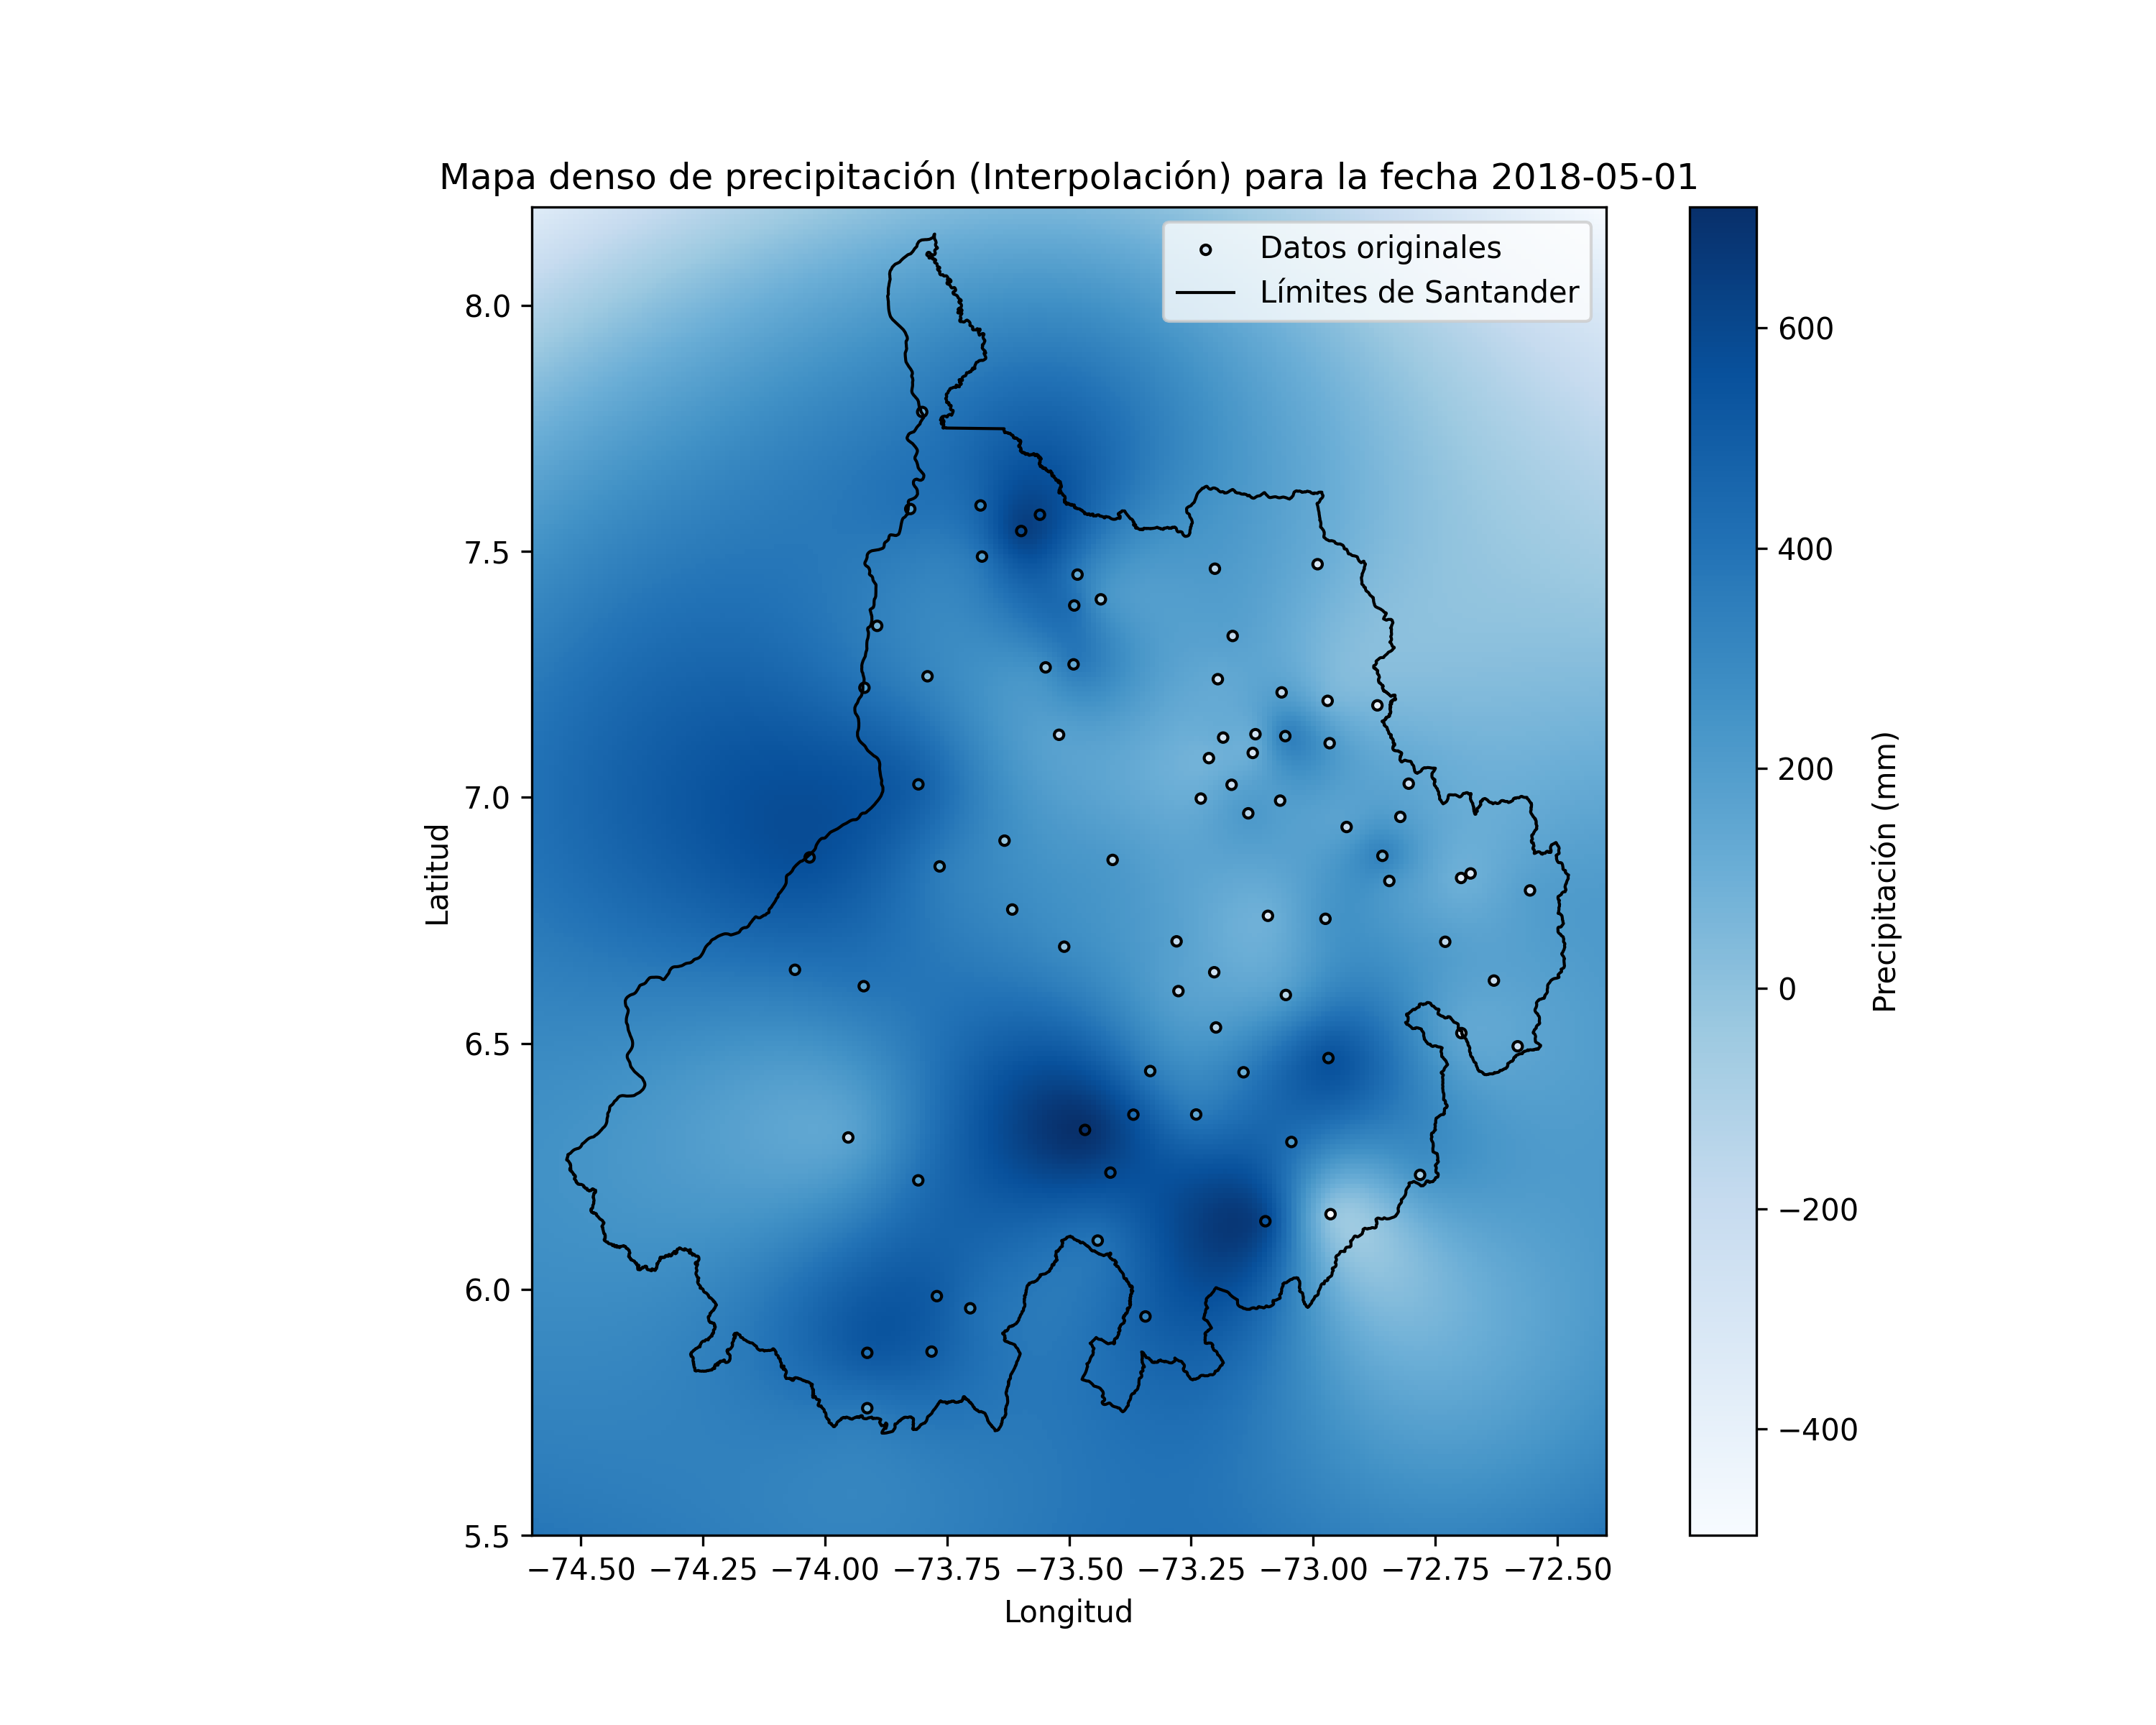 Mapa denso de precipitación (Interpolación) para la fecha 2018-05-01
Datos originales
Límites de Santander
8.0
7.5
7.0
6.5
6.0
5.5
Latitud
−74.50 −74.25 −74.00 −73.75 −73.50 −73.25 −73.00 −72.75 −72.50
Longitud
600
400
200
0
−200
−400
Precipitación (mm)